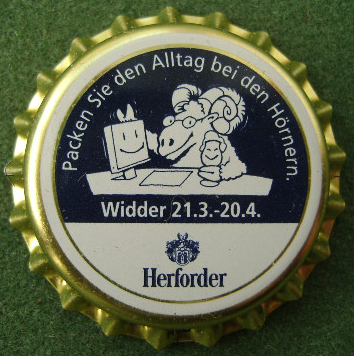 Packen Sie den Alltag bei den Hörnern.
Widder 21.3.-20.4.
Herforder